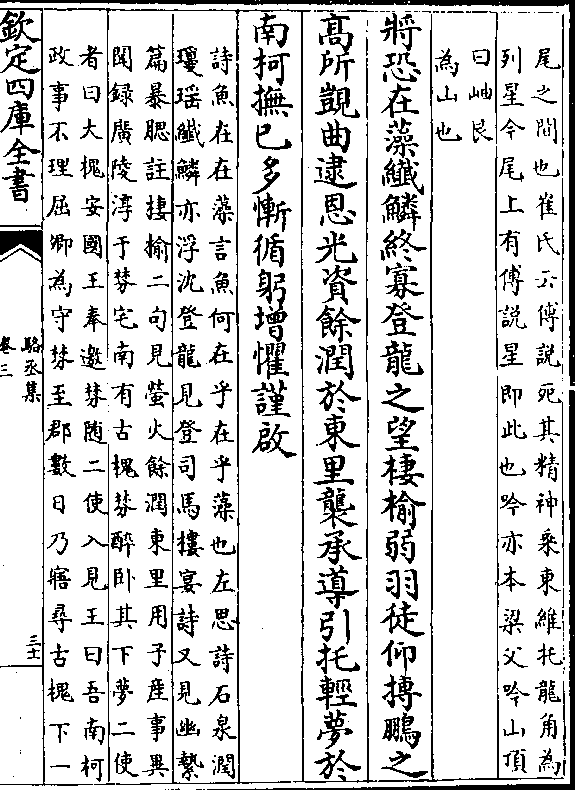 尾之間也崔氏云傅說死其精神乘東維托龍角為
列星今尾上有傅說星即此也吟亦本梁父吟山頂
曰岫艮
為山也
將恐在藻纎鱗終寡登龍之望棲榆弱羽徒仰摶鵬之
髙所覬曲逮恩光資餘潤於東里襲承導引托輕夢於
南柯撫已多慚循躬增懼謹啟
詩魚在在藻言魚何在乎在乎藻也左思詩石泉潤
瓊瑶纎鱗亦浮沈登龍見登司馬樓宴詩又見幽縶
篇暴腮註棲榆二句見螢火餘潤東里用子産事異
聞録廣陵淳于棼宅南有古槐棼醉卧其下夢二使
者曰大槐安國王奉邀棼随二使入見王曰吾南柯
政事不理屈卿為守棼至郡數日乃寤尋古槐下一
欽定四庫全書
駱丞集
卷三
三十